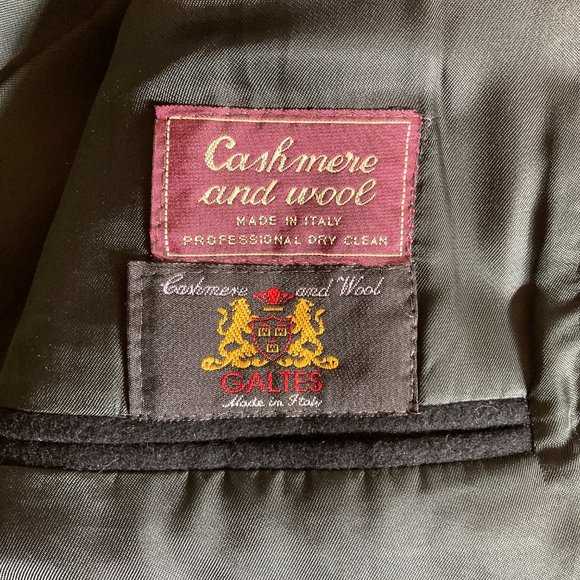 Cashmere
and wool
MADE IN ITALY
PROFESSIONAL DRY CLEAN
Cashmere and Wool
GALTES
Made in Italy